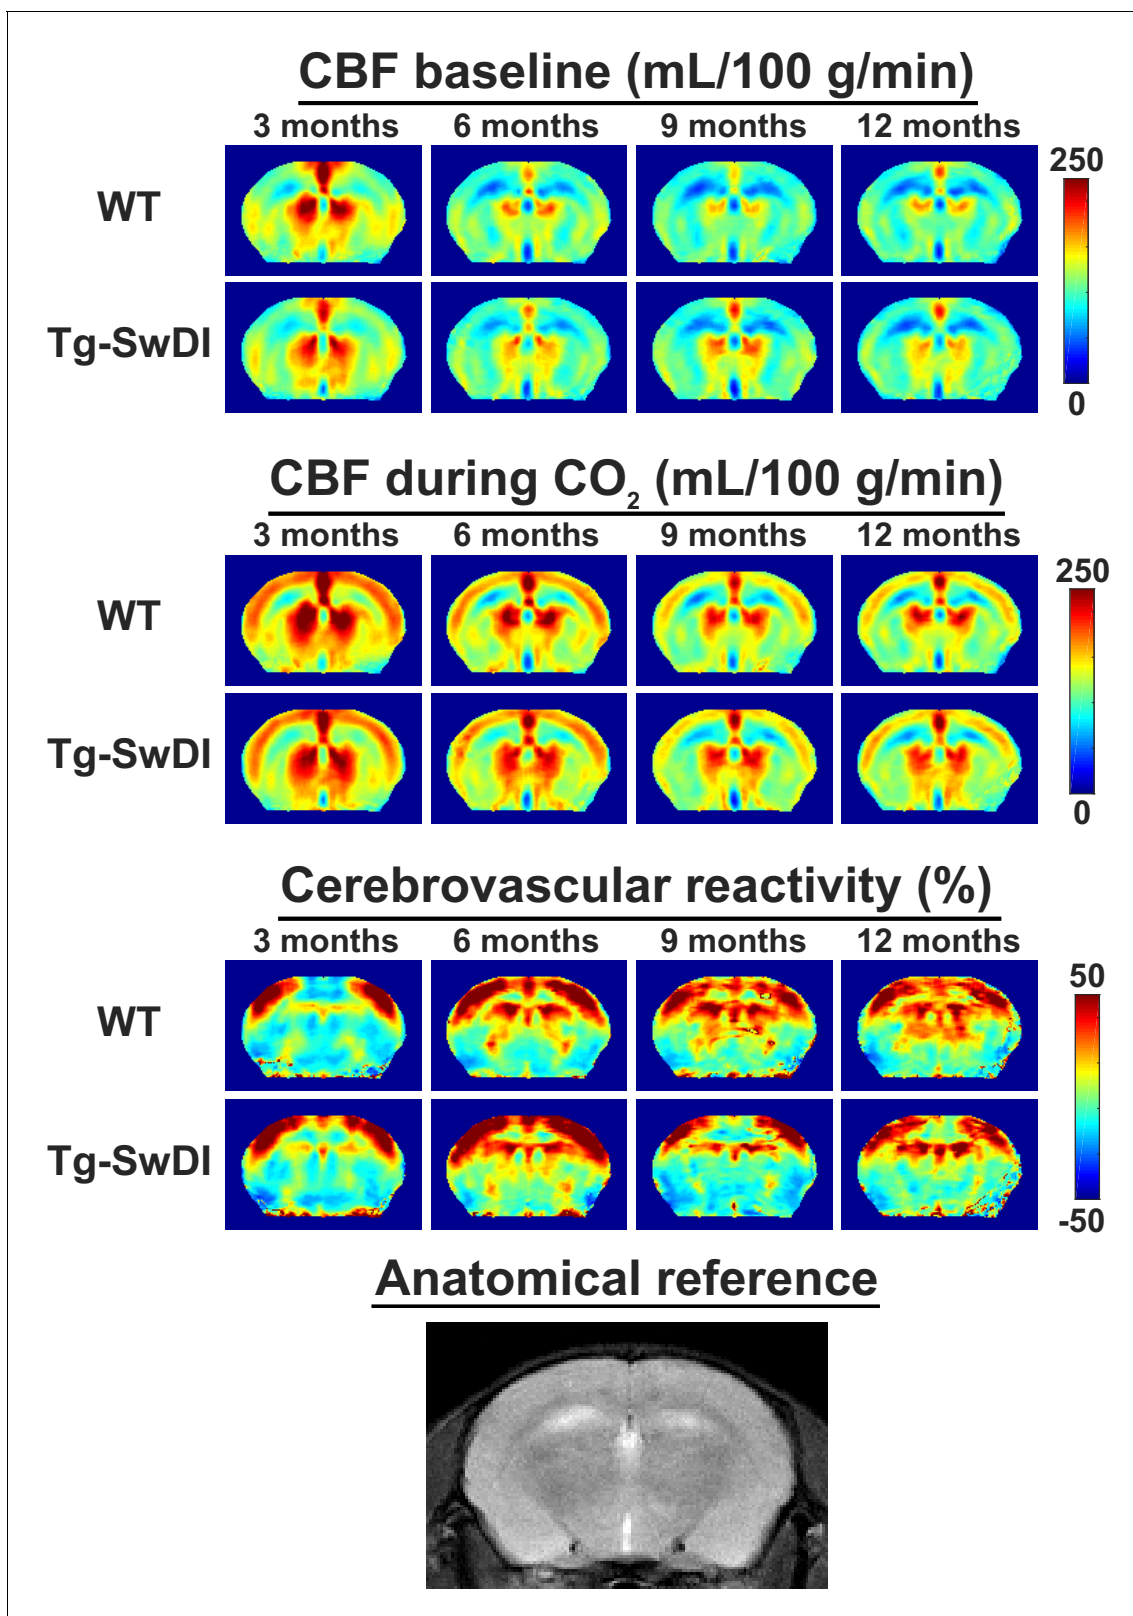 CBF baseline (mL/100 g/min)
3 months 6 months 9 months 12 months
WT
250
Tg-SwDI
0
CBF during CO₂ (mL/100 g/min)
3 months 6 months 9 months 12 months
250
WT
Tg-SwDI
0
Cerebrovascular reactivity (%)
3 months 6 months 9 months 12 months
50
WT
Tg-SwDI
-50
Anatomical reference